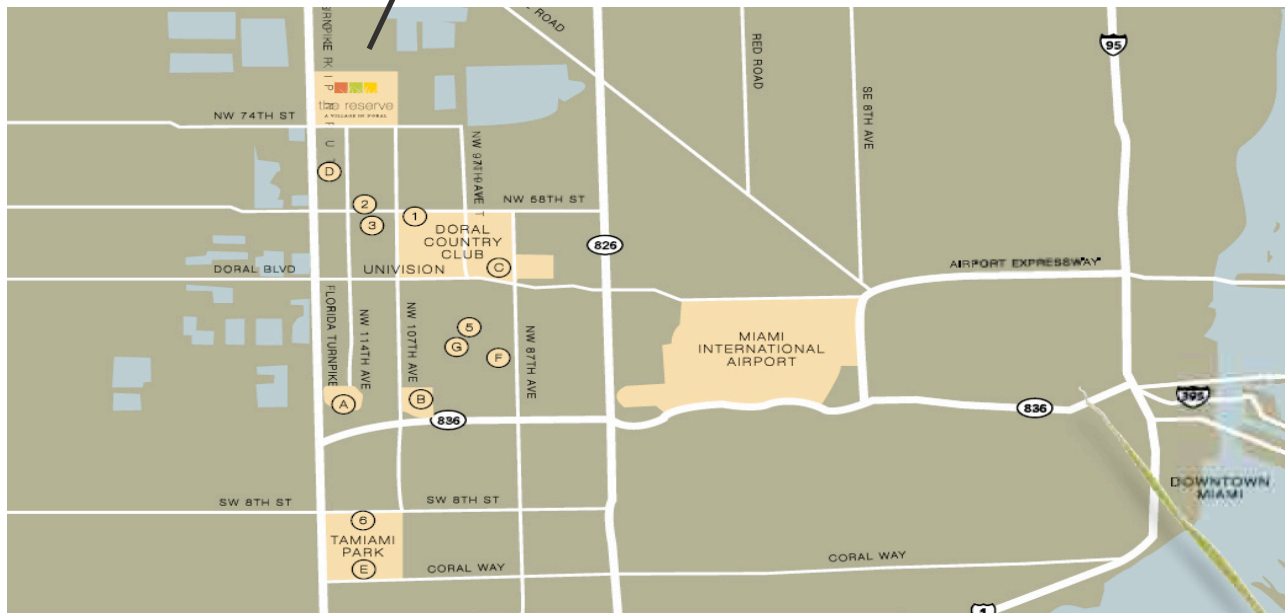 ROAD
RED ROAD
SE 8TH AVE
95
the reserve
A VILLAGE OF DORAL
NW 74TH ST
D
2
3
1
NW 58TH ST
DORAL
COUNTRY
CLUB
C
826
DORAL BLVD
UNIVISION
AIRPORT EXPRESSWAY
FLORIDA TURNPIKE
NW 114TH AVE
NW 107TH AVE
NW 87TH AVE
5
G
F
MIAMI
INTERNATIONAL
AIRPORT
A
B
836
836
395
DOWNTOWN
MIAMI
SW 8TH ST
SW 8TH ST
6
TAMIAMI
PARK
E
CORAL WAY
CORAL WAY
1